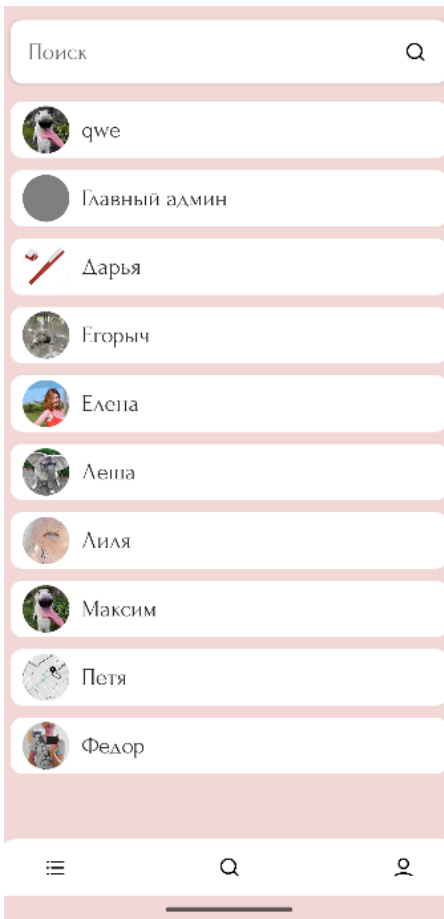 Поиск
qwe
Главный админ
Дарья
Егорыч
Елена
Леша
Лиля
Максим
Петя
Федор